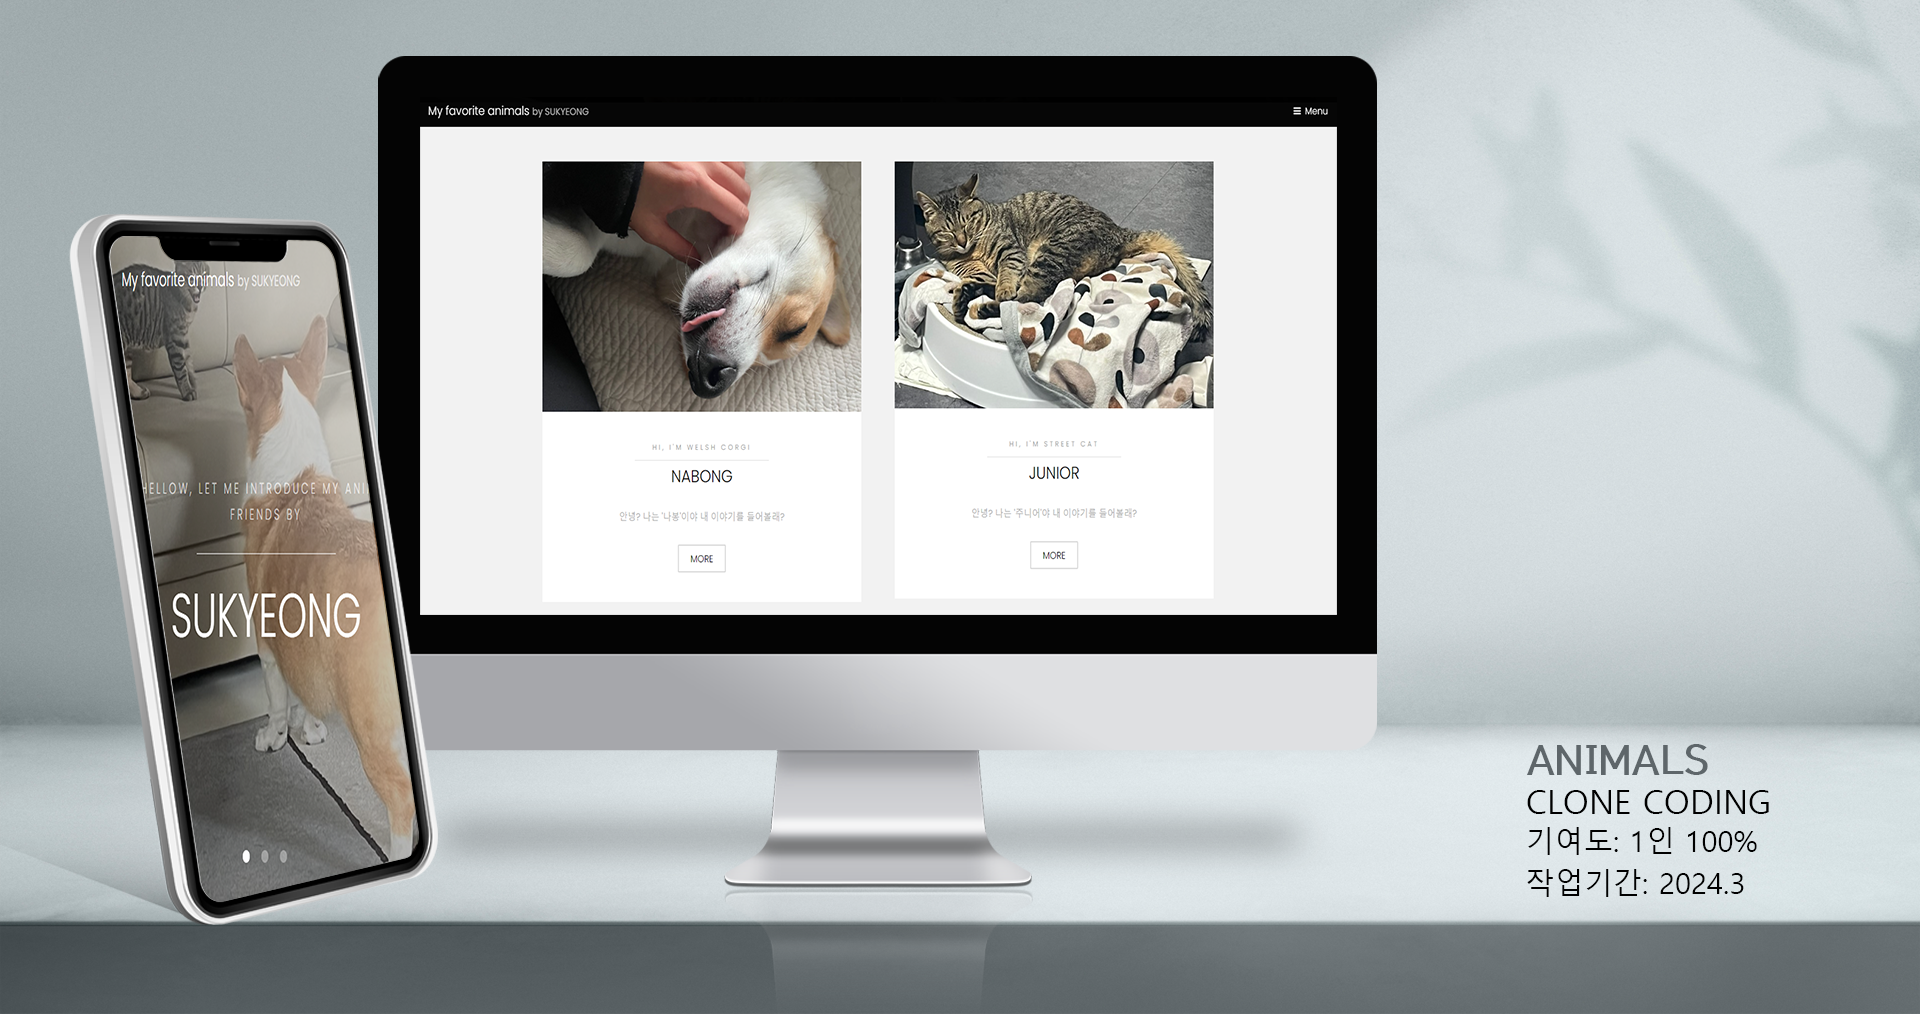 My favorite animals by SUKYEONG
☰ Menu
HI, I'M WELSH CORGI
NABONG
안녕? 나는 '나봉'이야 내 이야기를 들어볼래?
MORE
HI, I'M STREET CAT
JUNIOR
안녕? 나는 '주니어'야 내 이야기를 들어볼래?
MORE
My favorite animals by SUKYEONG
HELLOW, LET ME INTRODUCE MY ANI
FRIENDS BY
SUKYEONG
ANIMALS
CLONE CODING
기여도: 1인 100%
작업기간: 2024.3